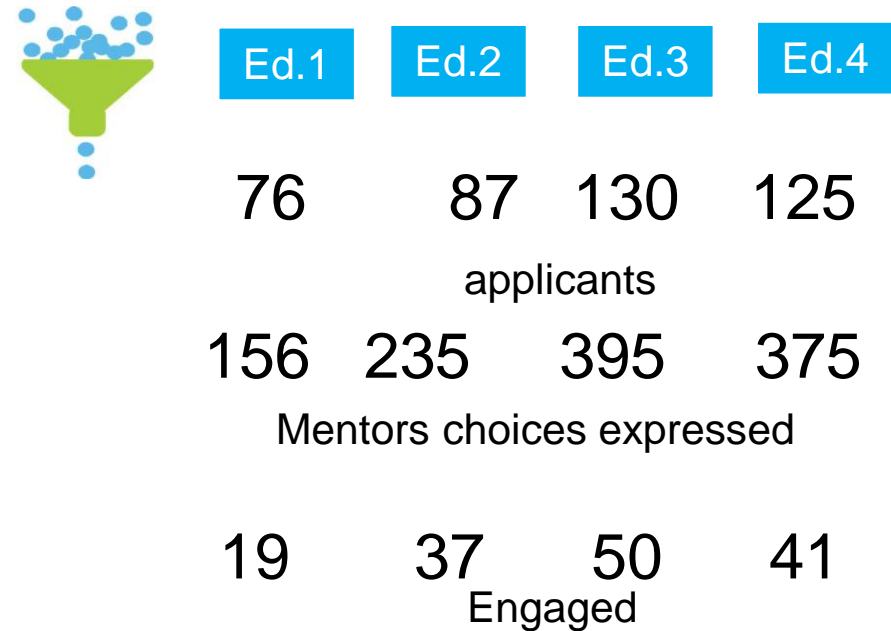 Ed.1 Ed.2 Ed.3 Ed.4
76 87 130 125
applicants
156 235 395 375
Mentors choices expressed
19 37 50 41
Engaged